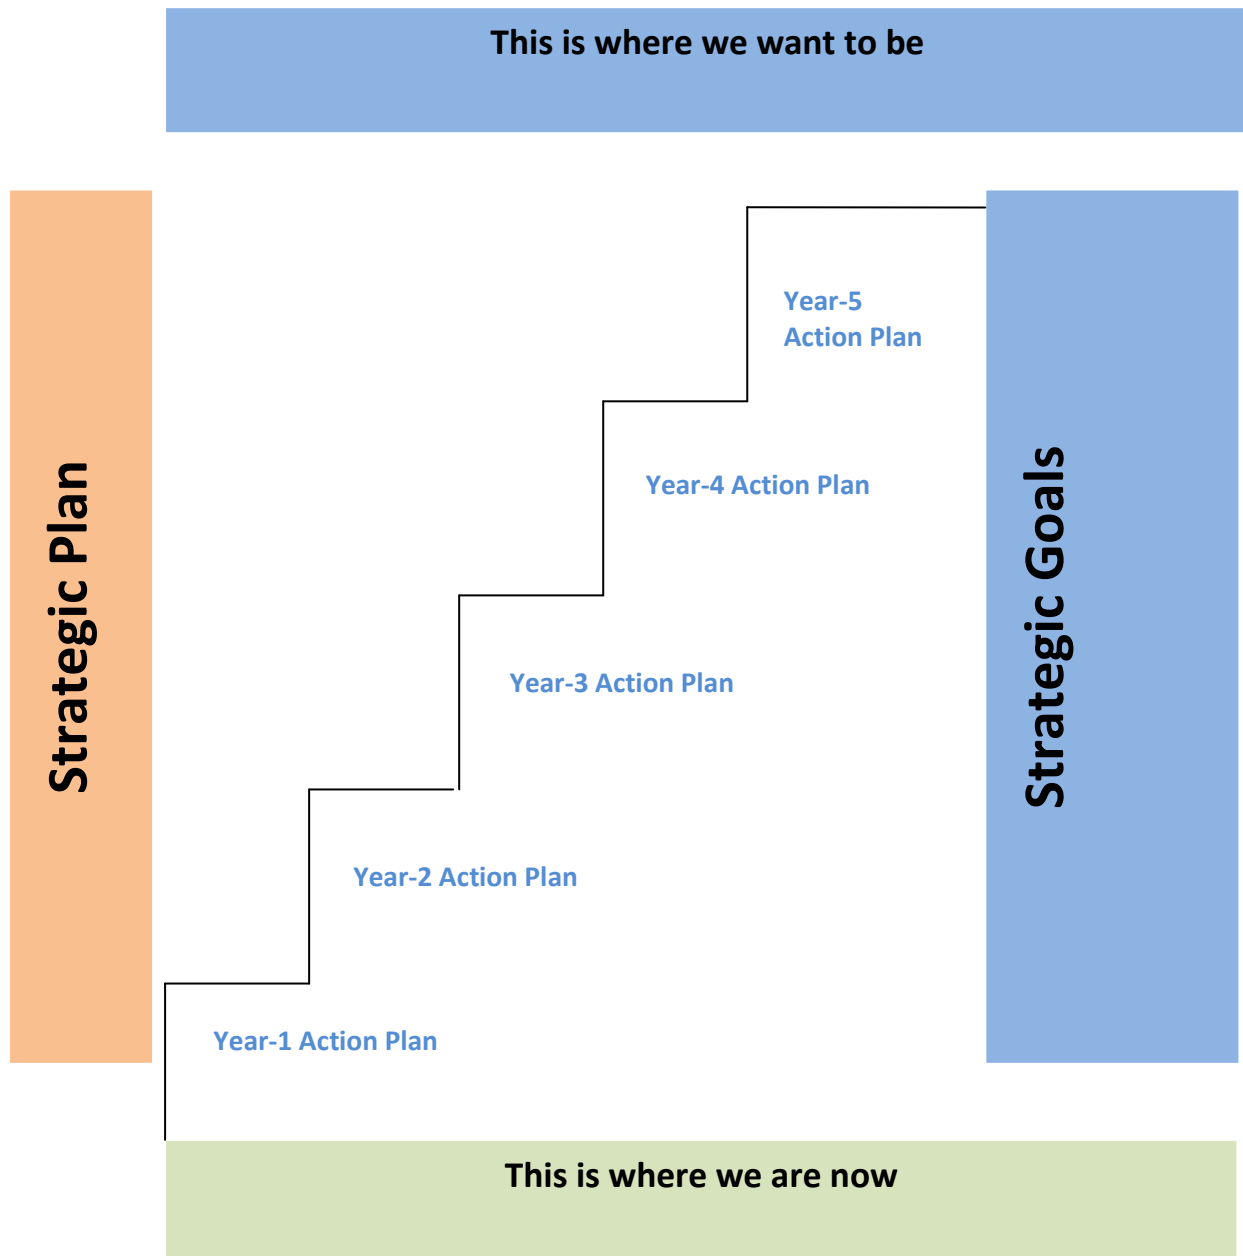 This is where we want to be
Strategic Plan
Year-5
Action Plan
Year-4 Action Plan
Year-3 Action Plan
Year-2 Action Plan
Year-1 Action Plan
Strategic Goals
This is where we are now